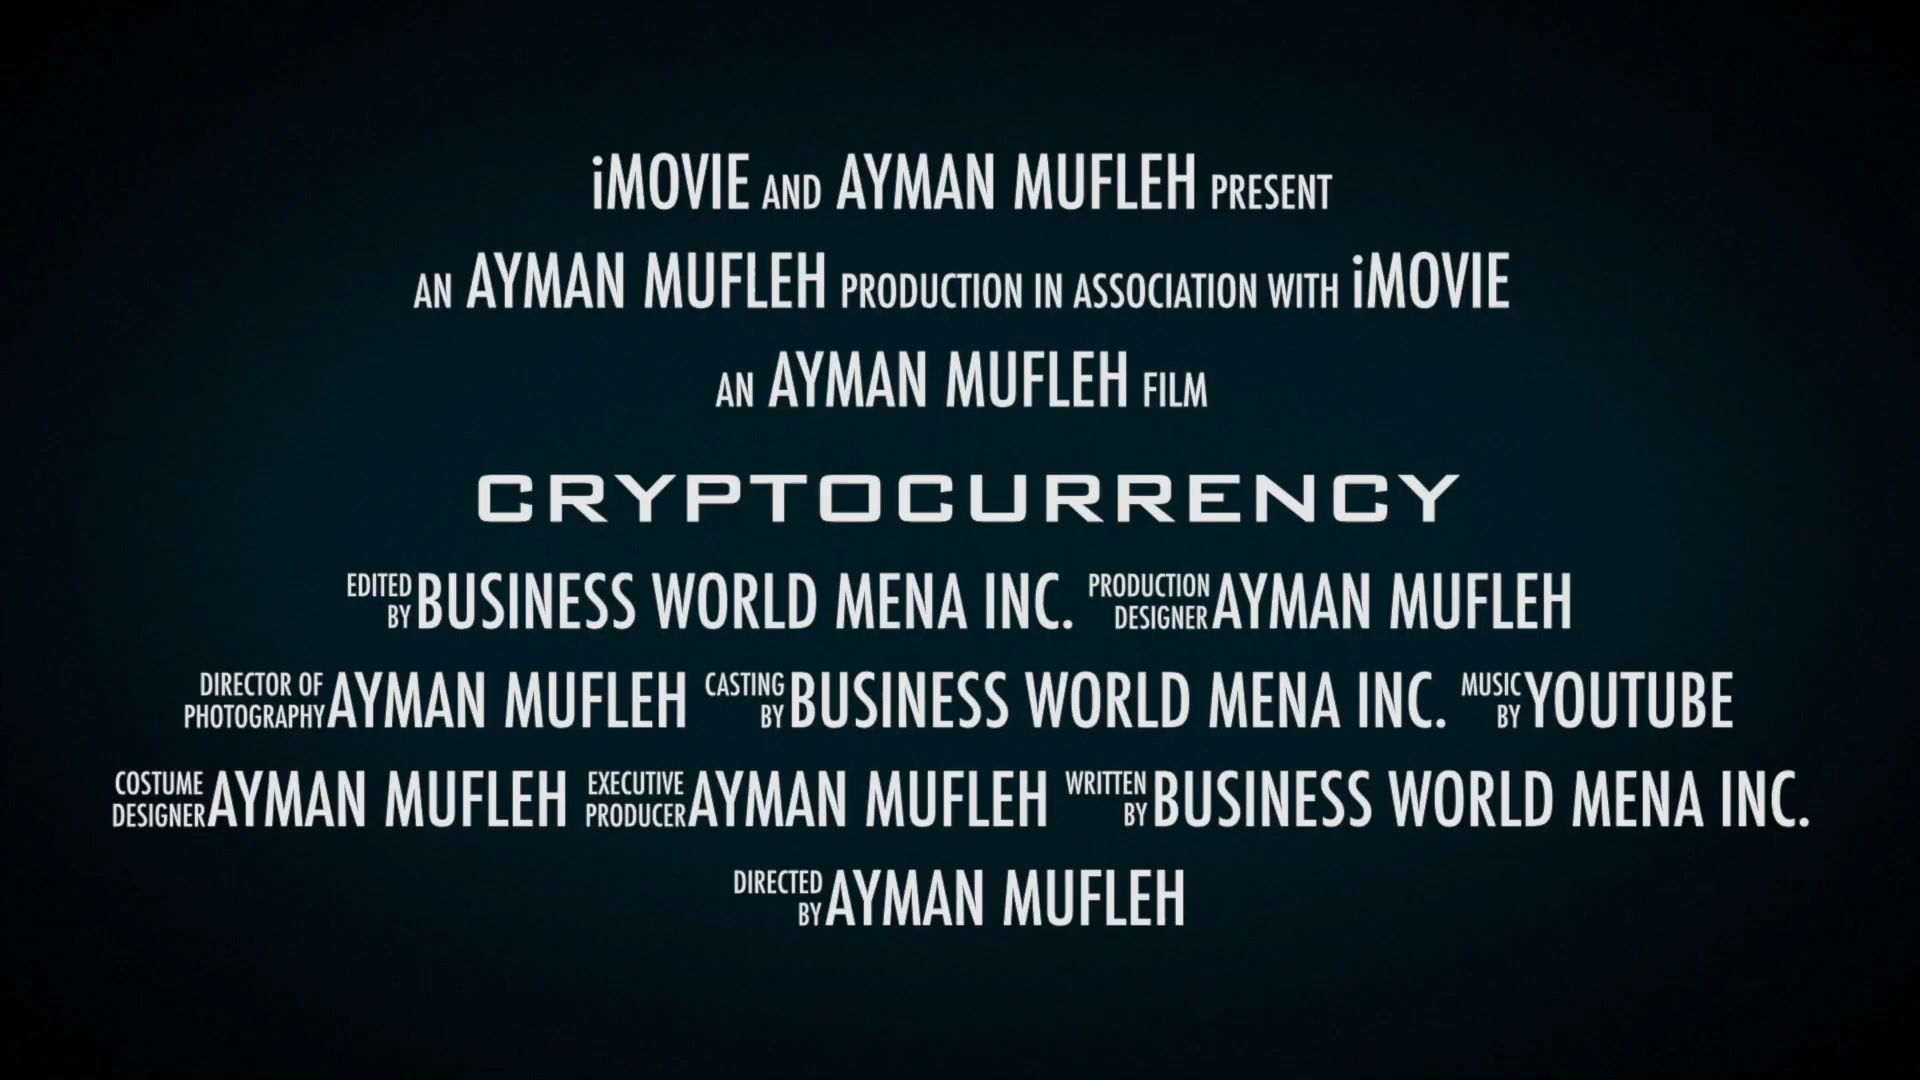 iMOVIE AND AYMAN MUFLEH PRESENT
AN AYMAN MUFLEH PRODUCTION IN ASSOCIATION WITH iMOVIE
AN AYMAN MUFLEH FILM
CRYPTOCURRENCY
EDITED BY BUSINESS WORLD MENA INC. PRODUCTION DESIGNER AYMAN MUFLEH
DIRECTOR OF PHOTOGRAPHY AYMAN MUFLEH CASTING BY BUSINESS WORLD MENA INC. MUSIC BY YOUTUBE
COSTUME DESIGNER AYMAN MUFLEH EXECUTIVE PRODUCER AYMAN MUFLEH WRITTEN BY BUSINESS WORLD MENA INC.
DIRECTED BY AYMAN MUFLEH